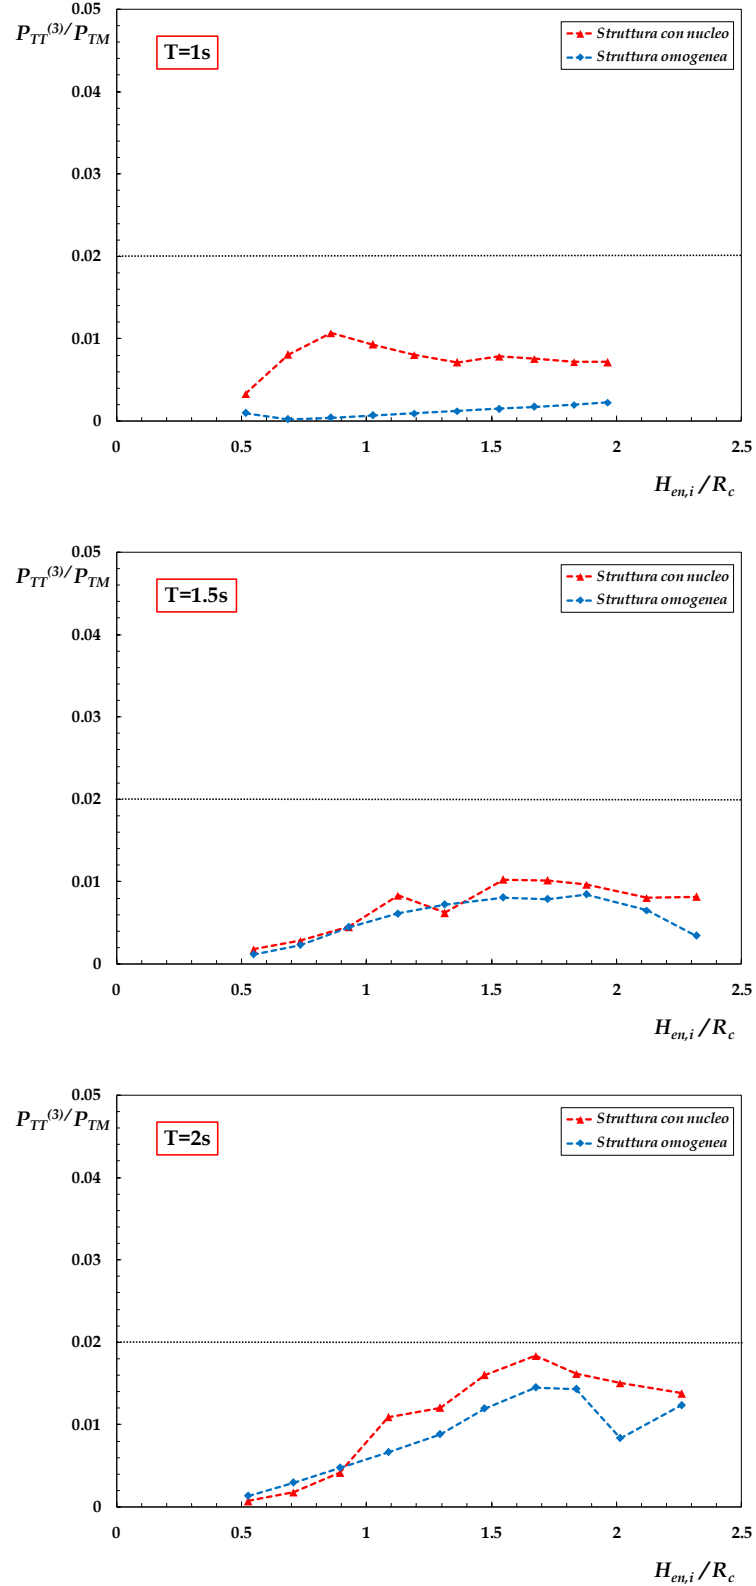 0.05
P_TT^(3)/P_TM
T=1s
Struttura con nucleo
Struttura omogenea
0.04
0.03
0.02
0.01
0
0 0.5 1 1.5 2 2.5
H_en,i /R_c
0.05
P_TT^(3)/P_TM
T=1.5s
Struttura con nucleo
Struttura omogenea
0.04
0.03
0.02
0.01
0
0 0.5 1 1.5 2 2.5
H_en,i /R_c
0.05
P_TT^(3)/P_TM
T=2s
Struttura con nucleo
Struttura omogenea
0.04
0.03
0.02
0.01
0
0 0.5 1 1.5 2 2.5
H_en,i /R_c